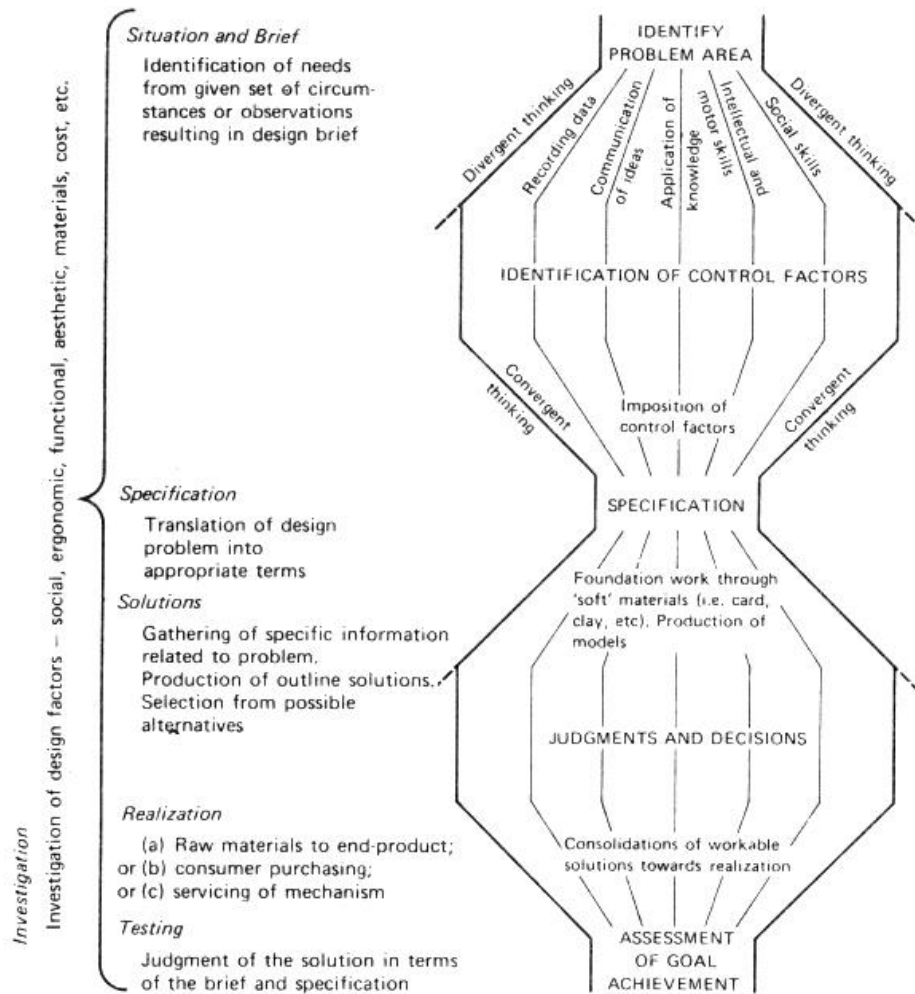 Investigation
Investigation of design factors – social, ergonomic, functional, aesthetic, materials, cost, etc.
Situation and Brief
Identification of needs
from given set of circum-
stances or observations
resulting in design brief
Specification
Translation of design
problem into
appropriate terms
Solutions
Gathering of specific information
related to problem.
Production of outline solutions.
Selection from possible
alternatives
Realization
(a) Raw materials to end-product;
or (b) consumer purchasing;
or (c) servicing of mechanism
Testing
Judgment of the solution in terms
of the brief and specification
IDENTIFY
PROBLEM AREA
Divergent thinking
Recording data
Communication
of ideas
Application of
knowledge
Intellectual and
motor skills
Social skills
Divergent thinking
IDENTIFICATION OF CONTROL FACTORS
Convergent
thinking
Imposition of
control factors
Convergent
thinking
SPECIFICATION
Foundation work through
'soft' materials (i.e. card,
clay, etc). Production of
models
JUDGMENTS AND DECISIONS
Consolidations of workable
solutions towards realization
ASSESSMENT
OF GOAL
ACHIEVEMENT